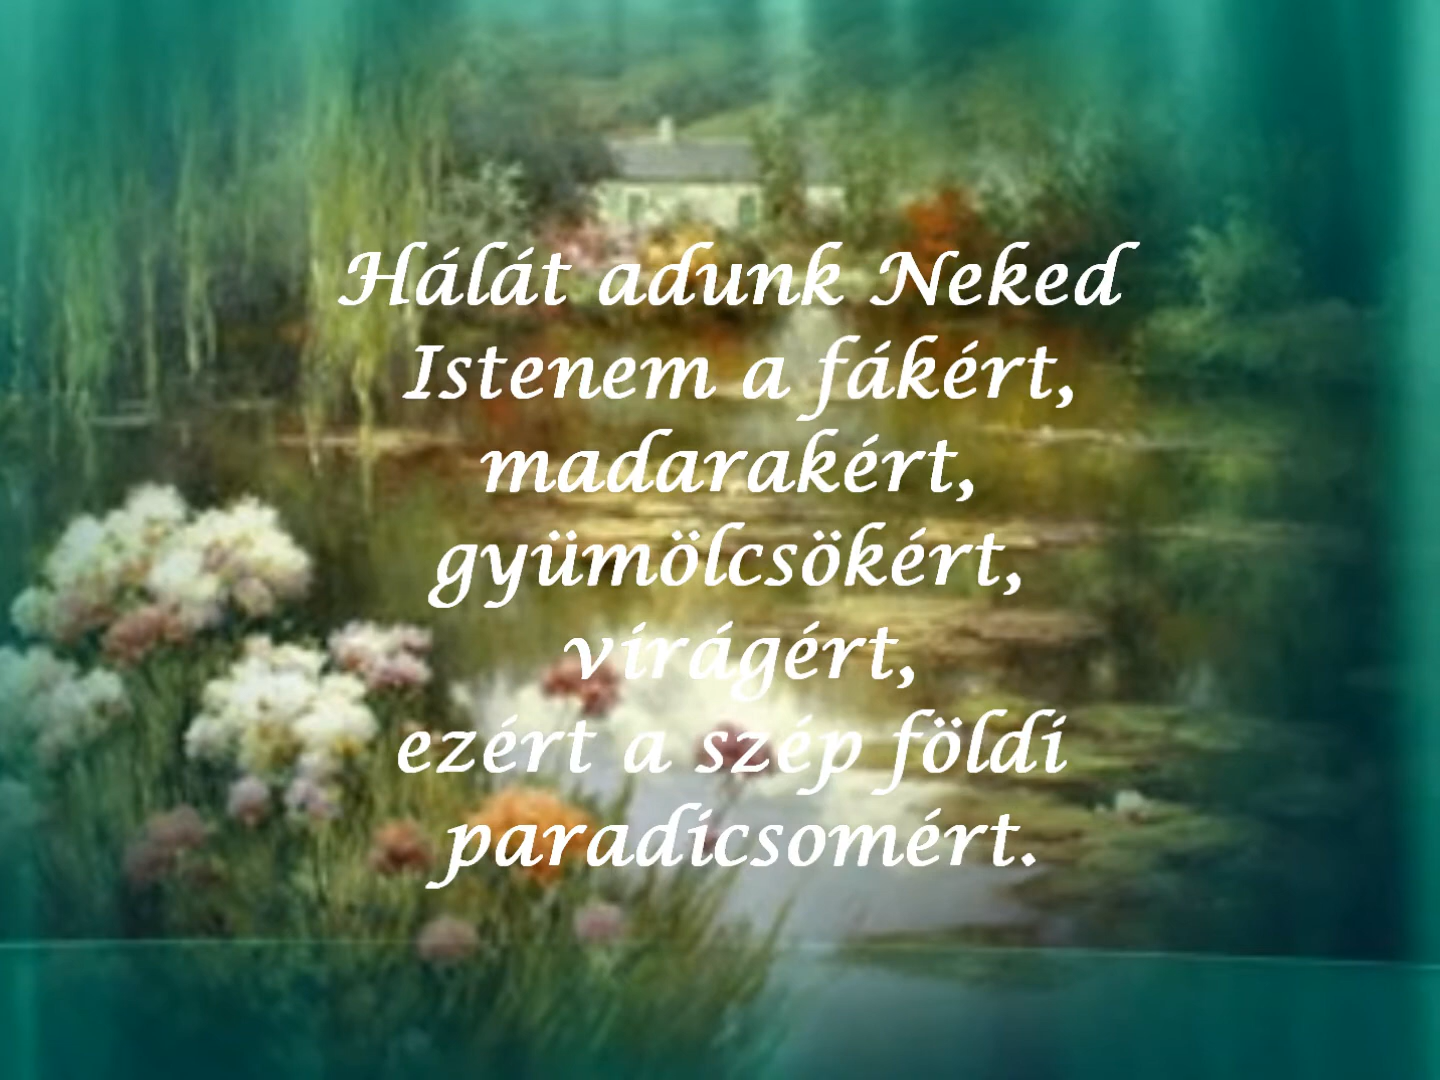 Hálát adunk Neked
Istenem a fákért,
madarakért,
gyümölcsökért,
virágért,
ezért a szép földi
paradicsomért.